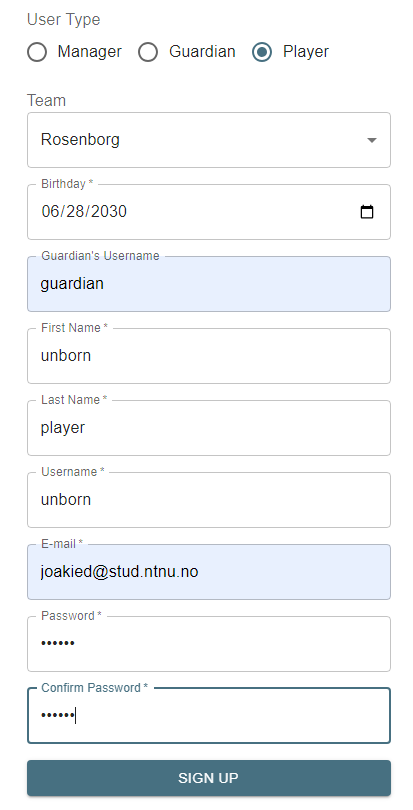 User Type
Manager Guardian Player
Team
Rosenborg
Birthday *
06/28/2030
Guardian's Username
guardian
First Name *
unborn
Last Name *
player
Username *
unborn
E-mail *
joakied@stud.ntnu.no
Password *
••••••
Confirm Password *
••••••
SIGN UP